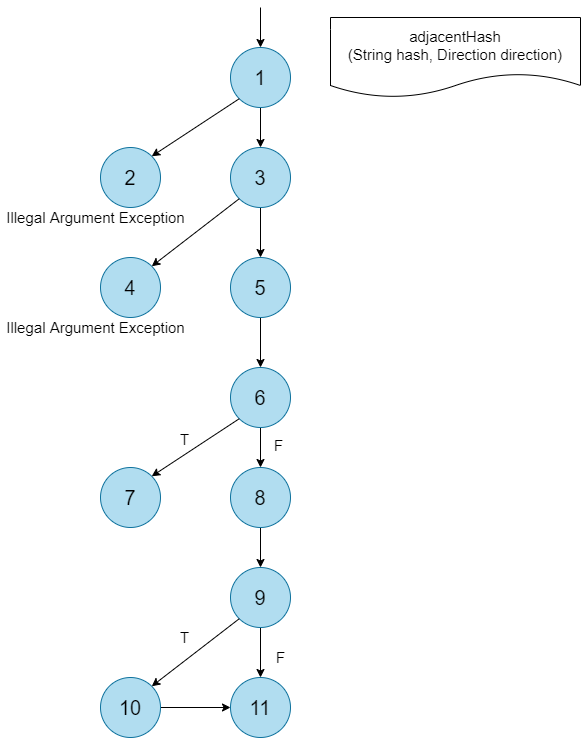 adjacentHash
(String hash, Direction direction)
1
2
3
Illegal Argument Exception
4
5
Illegal Argument Exception
6
T
F
7
8
9
T
F
10
11